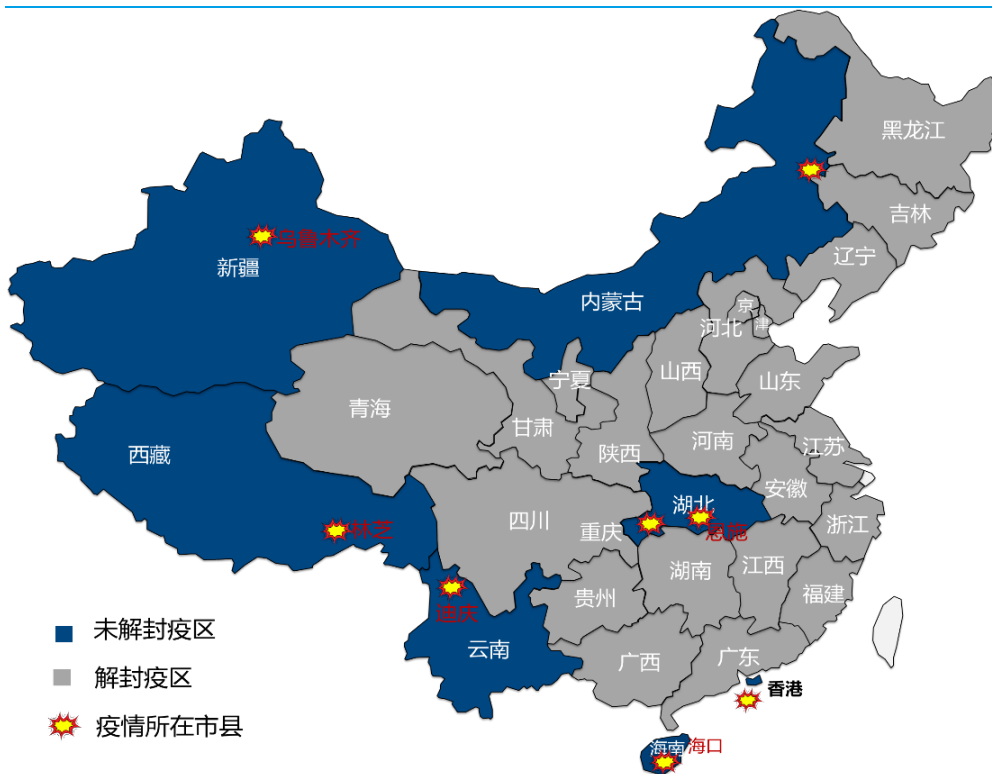 黑龙江
吉林
辽宁
乌鲁木齐
新疆
内蒙古
京
津
河北
宁夏
山西
山东
青海
甘肃
河南
陕西
江苏
西藏
安徽
湖北
四川
浙江
林芝
恩施
重庆
湖南
江西
福建
贵州
迪庆
未解封疫区
云南
广西
广东
解封疫区
香港
疫情所在市县
海南
海口